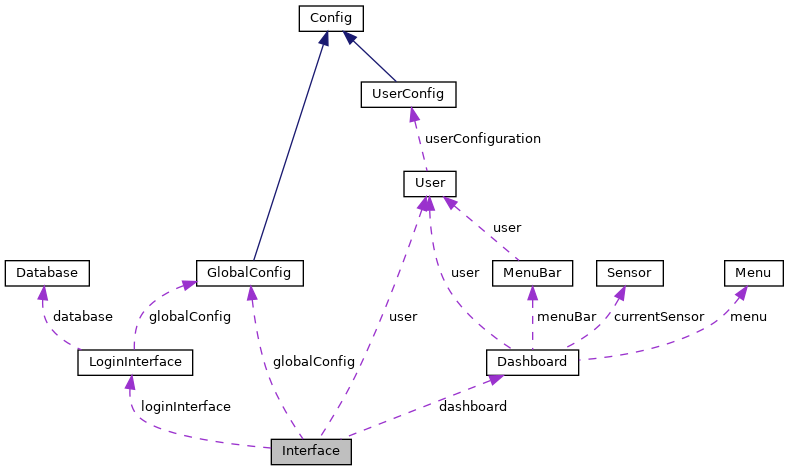 Config
UserConfig
userConfiguration
User
user
Database
GlobalConfig
MenuBar
Sensor
Menu
user
database
globalConfig
user
menuBar
currentSensor
menu
LoginInterface
globalConfig
Dashboard
loginInterface
dashboard
Interface